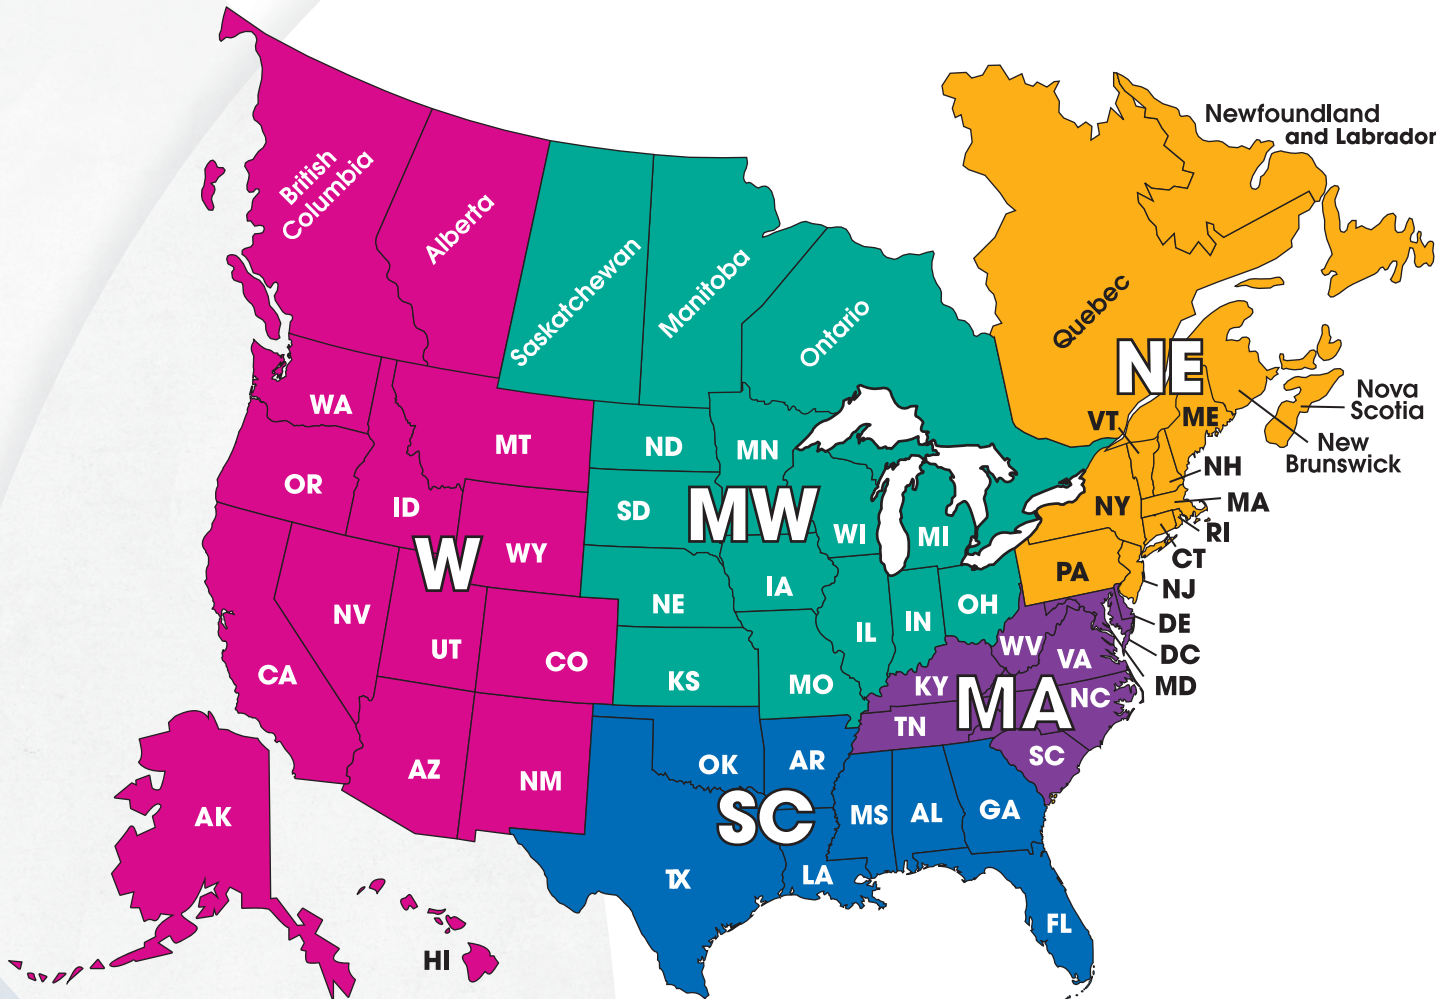 British
Columbia
Alberta
Saskatchewan
Manitoba
Ontario
Quebec
Newfoundland
and Labrador
NE
Nova
Scotia
New
Brunswick
VT
ME
NH
MA
RI
CT
NJ
NY
PA
DE
DC
MD
WA
OR
ID
MT
WY
W
NV
UT
CO
CA
AZ
NM
AK
HI
ND
MN
SD
MW
WI
MI
IA
NE
IL
IN
OH
KS
MO
WV
VA
KY
MA
NC
TN
SC
OK
AR
SC
MS
AL
GA
TX
LA
FL